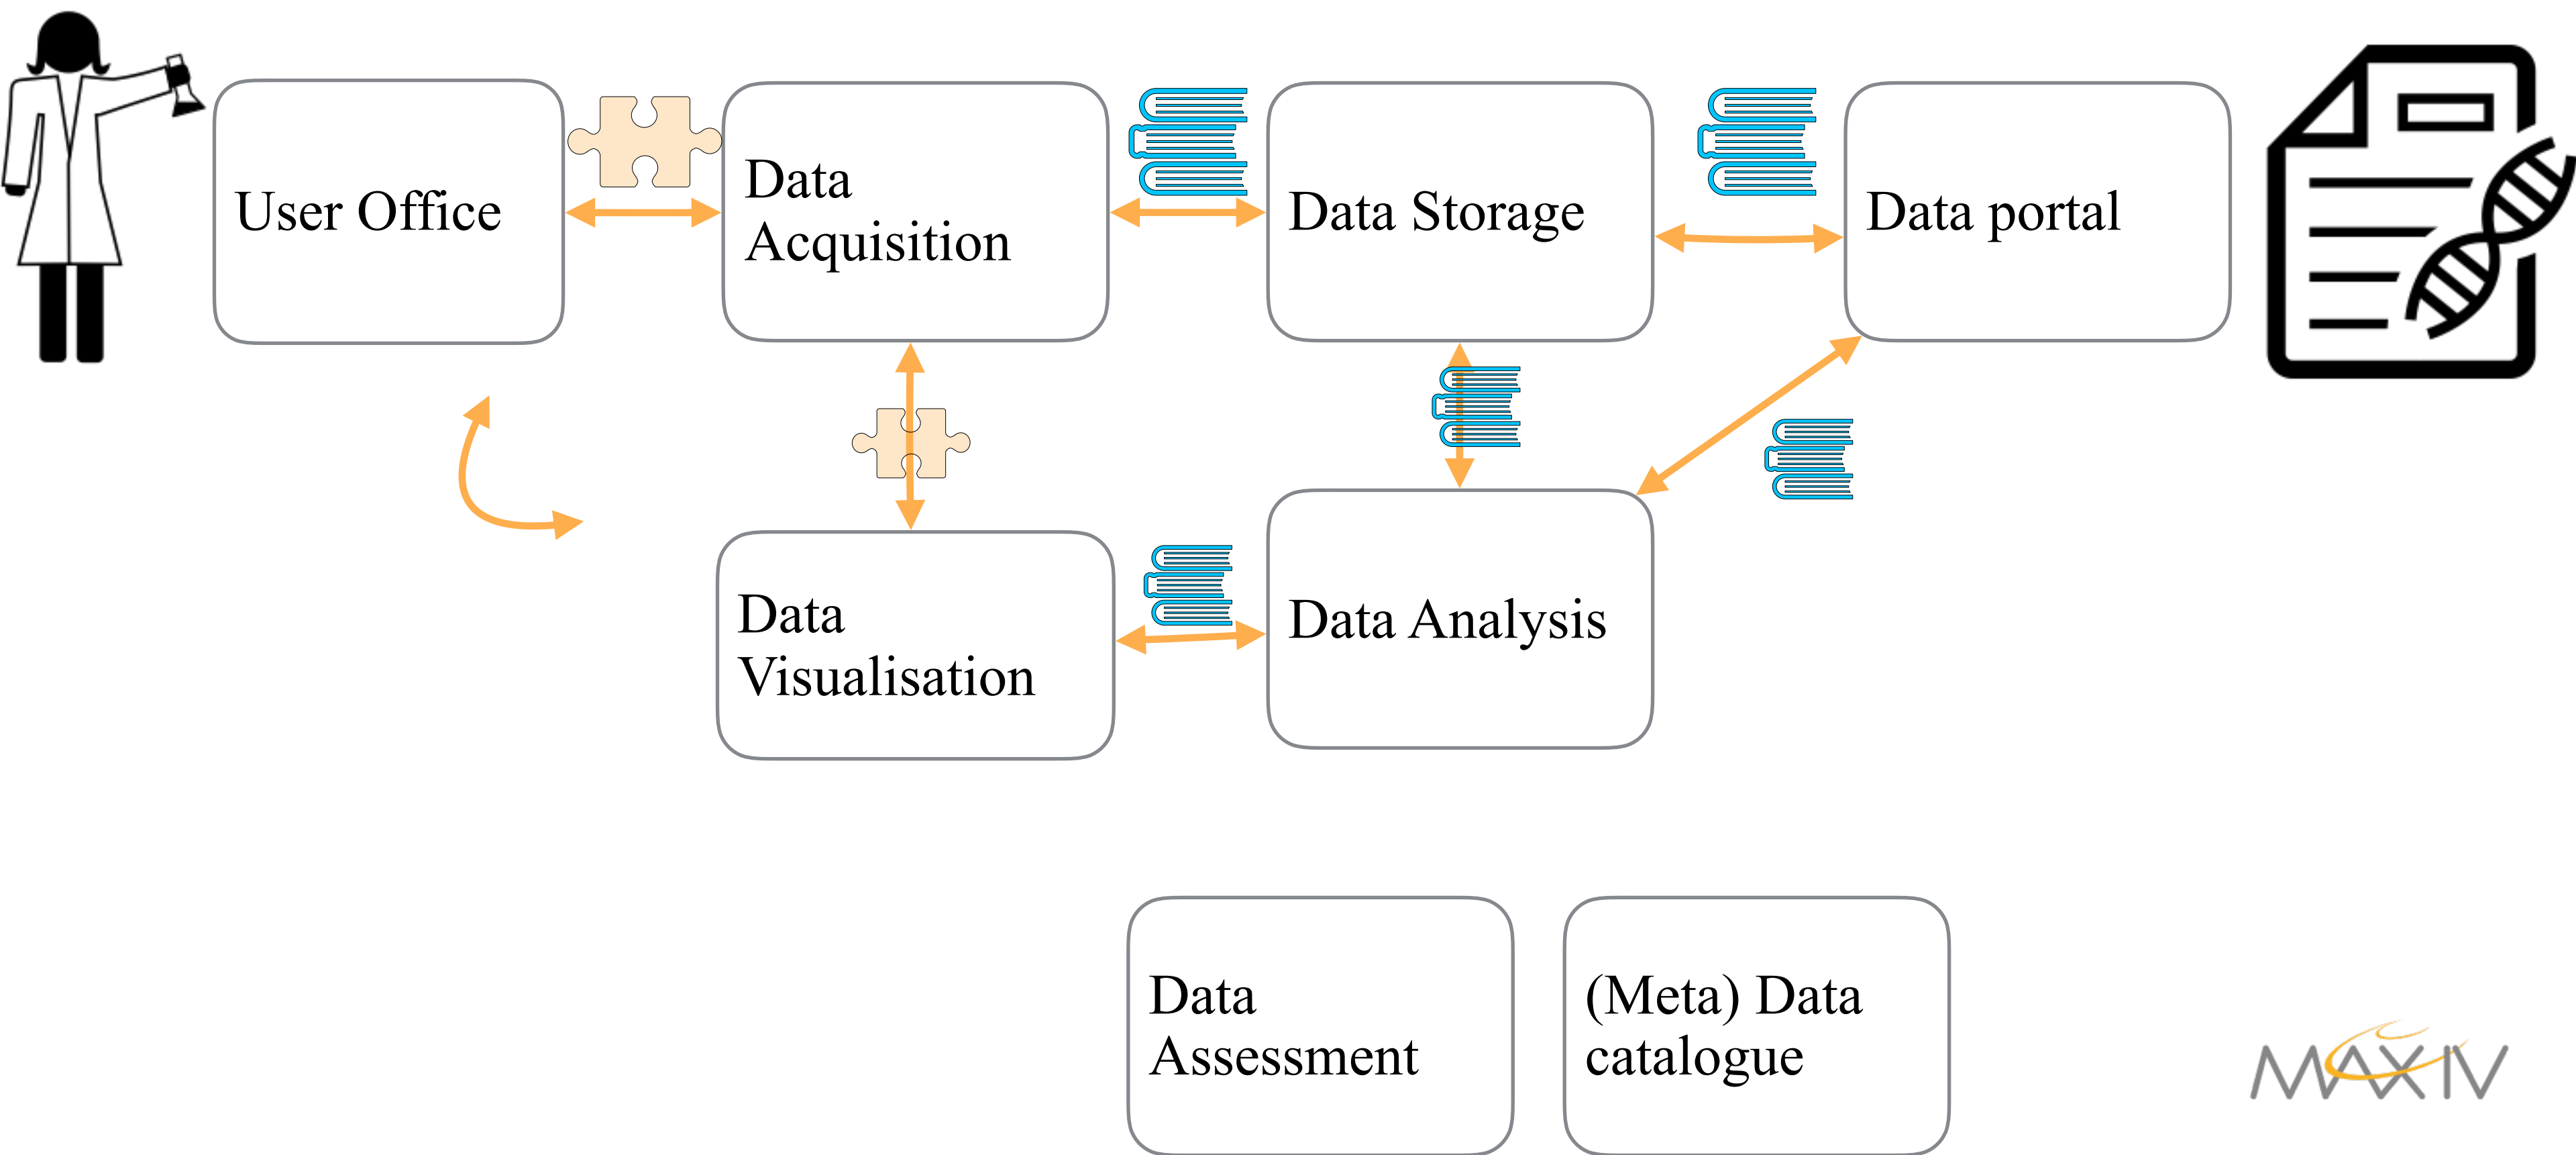 User Office
Data
Acquisition
Data Storage
Data portal
Data
Visualisation
Data Analysis
Data
Assessment
(Meta) Data
catalogue
MAX IV